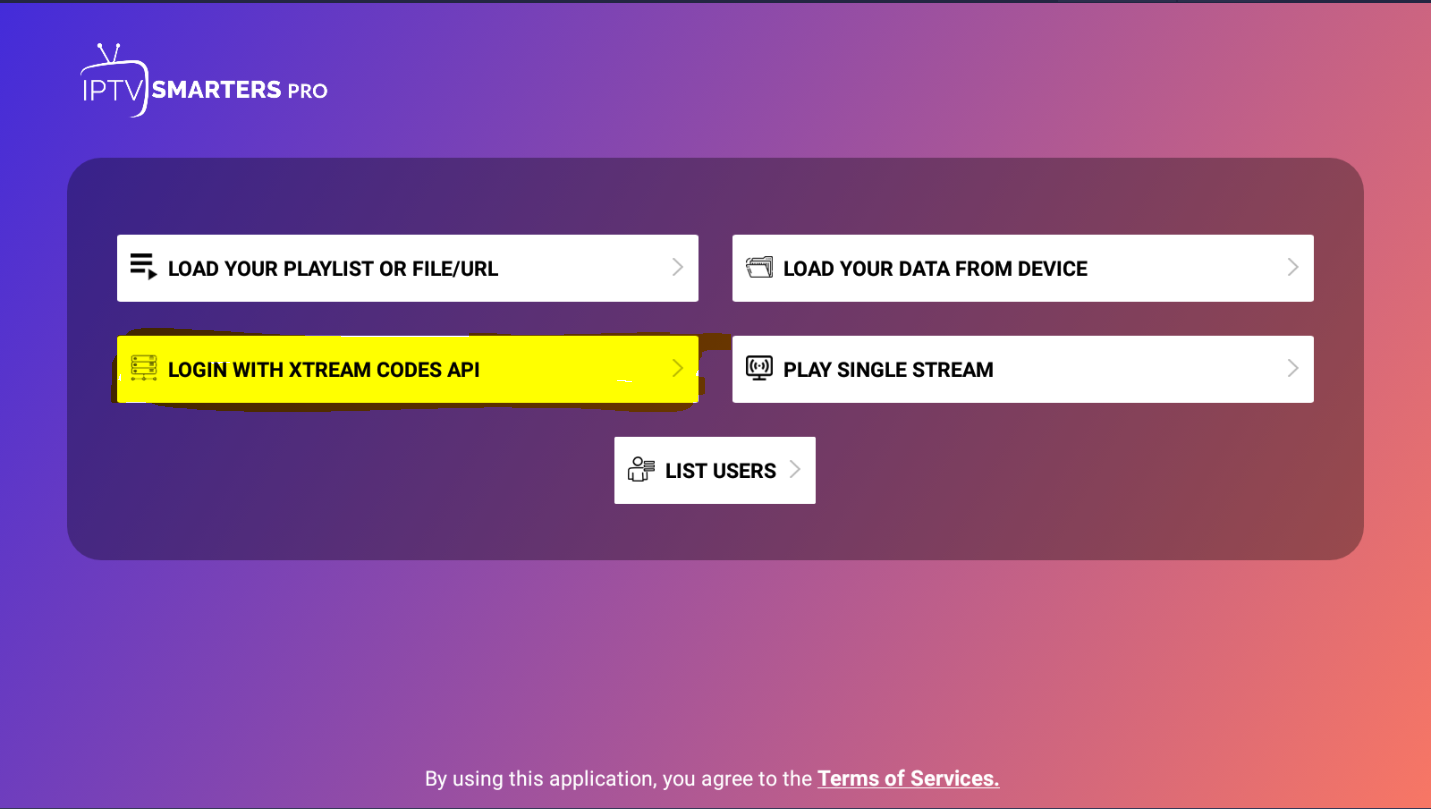 IPTV SMARTERS PRO
LOAD YOUR PLAYLIST OR FILE/URL
LOAD YOUR DATA FROM DEVICE
LOGIN WITH XTREAM CODES API
PLAY SINGLE STREAM
LIST USERS
By using this application, you agree to the Terms of Services.